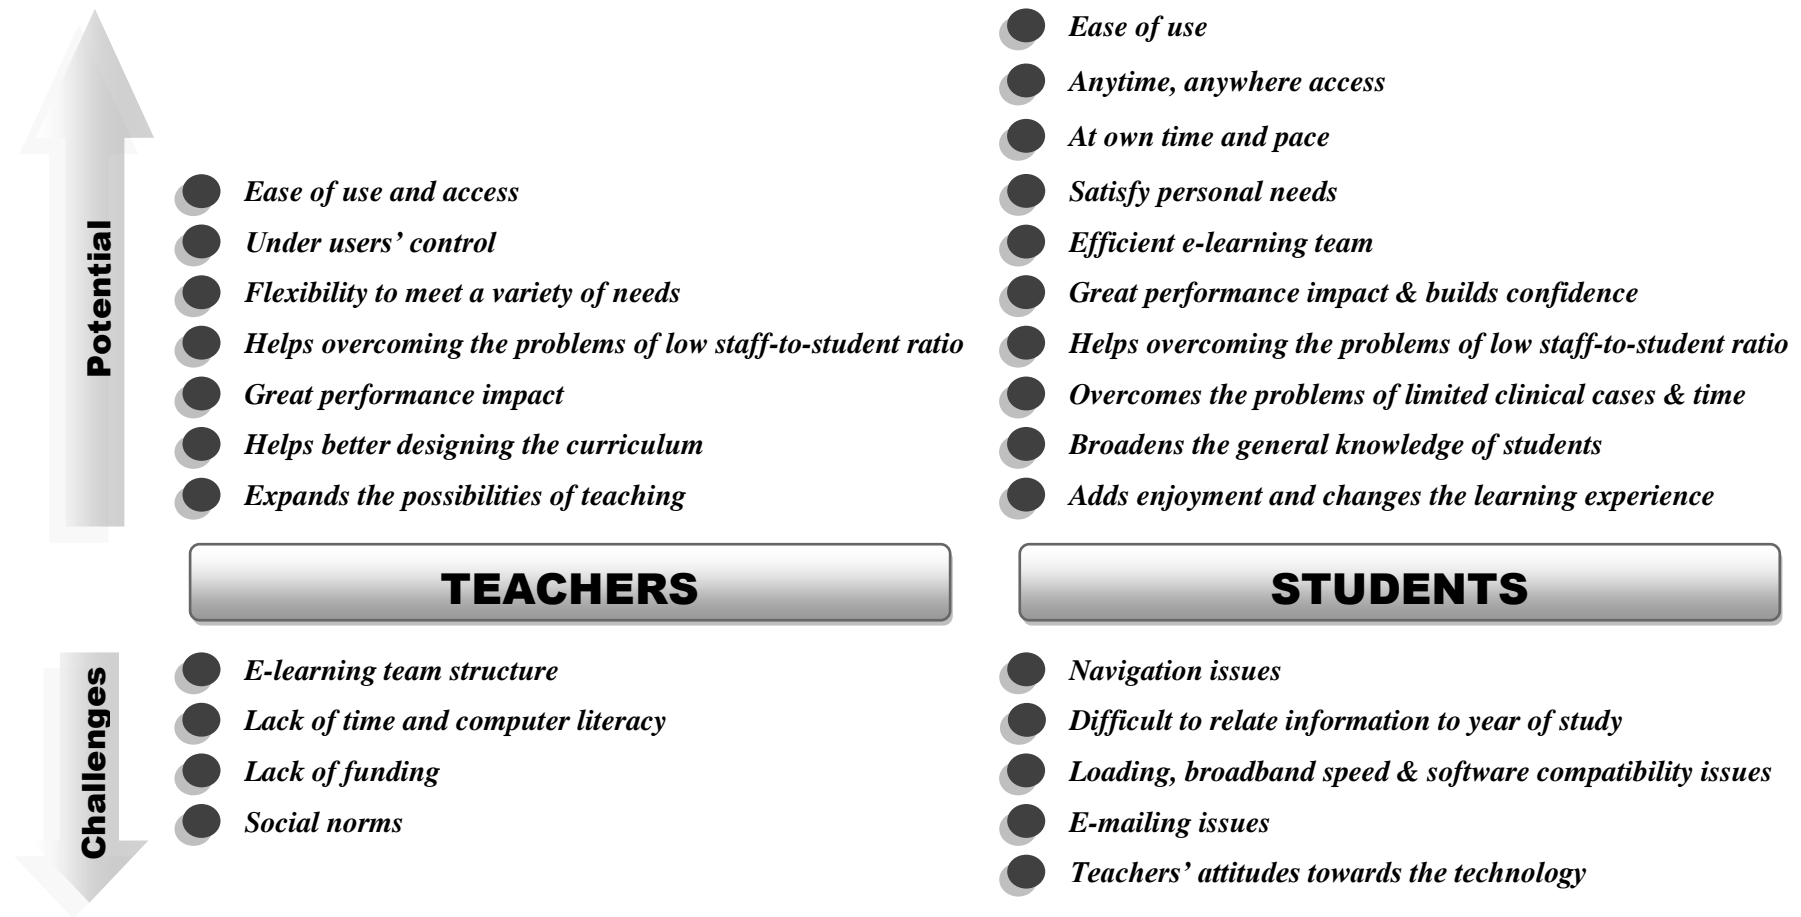 Potential
Ease of use and access
Under users’ control
Flexibility to meet a variety of needs
Helps overcoming the problems of low staff-to-student ratio
Great performance impact
Helps better designing the curriculum
Expands the possibilities of teaching
Ease of use
Anytime, anywhere access
At own time and pace
Satisfy personal needs
Efficient e-learning team
Great performance impact & builds confidence
Helps overcoming the problems of low staff-to-student ratio
Overcomes the problems of limited clinical cases & time
Broadens the general knowledge of students
Adds enjoyment and changes the learning experience
TEACHERS
STUDENTS
Challenges
E-learning team structure
Lack of time and computer literacy
Lack of funding
Social norms
Navigation issues
Difficult to relate information to year of study
Loading, broadband speed & software compatibility issues
E-mailing issues
Teachers’ attitudes towards the technology